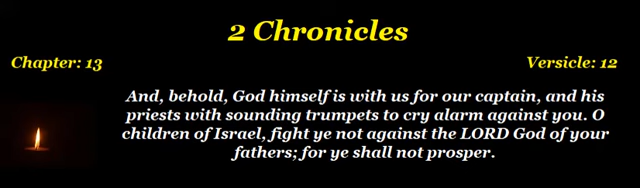 2 Chronicles
Chapter: 13
Versicle: 12
And, behold, God himself is with us for our captain, and his
priests with sounding trumpets to cry alarm against you. O
children of Israel, fight ye not against the LORD God of your
fathers; for ye shall not prosper.